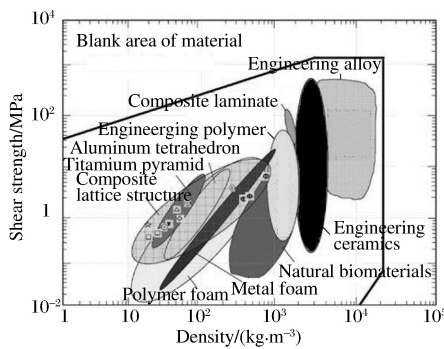 10⁴
Blank area of material
Engineering alloy
10²
Composite laminate
Engineerging polymer
Aluminum tetrahedron
Titamium pyramid
Composite
lattice structure
Shear strength/MPa
1
Engineering
ceramics
Natural biomaterials
Metal foam
Polymer foam
10⁻²
1
10
10²
10³
10⁴
10⁵
Density/(kg·m⁻³)